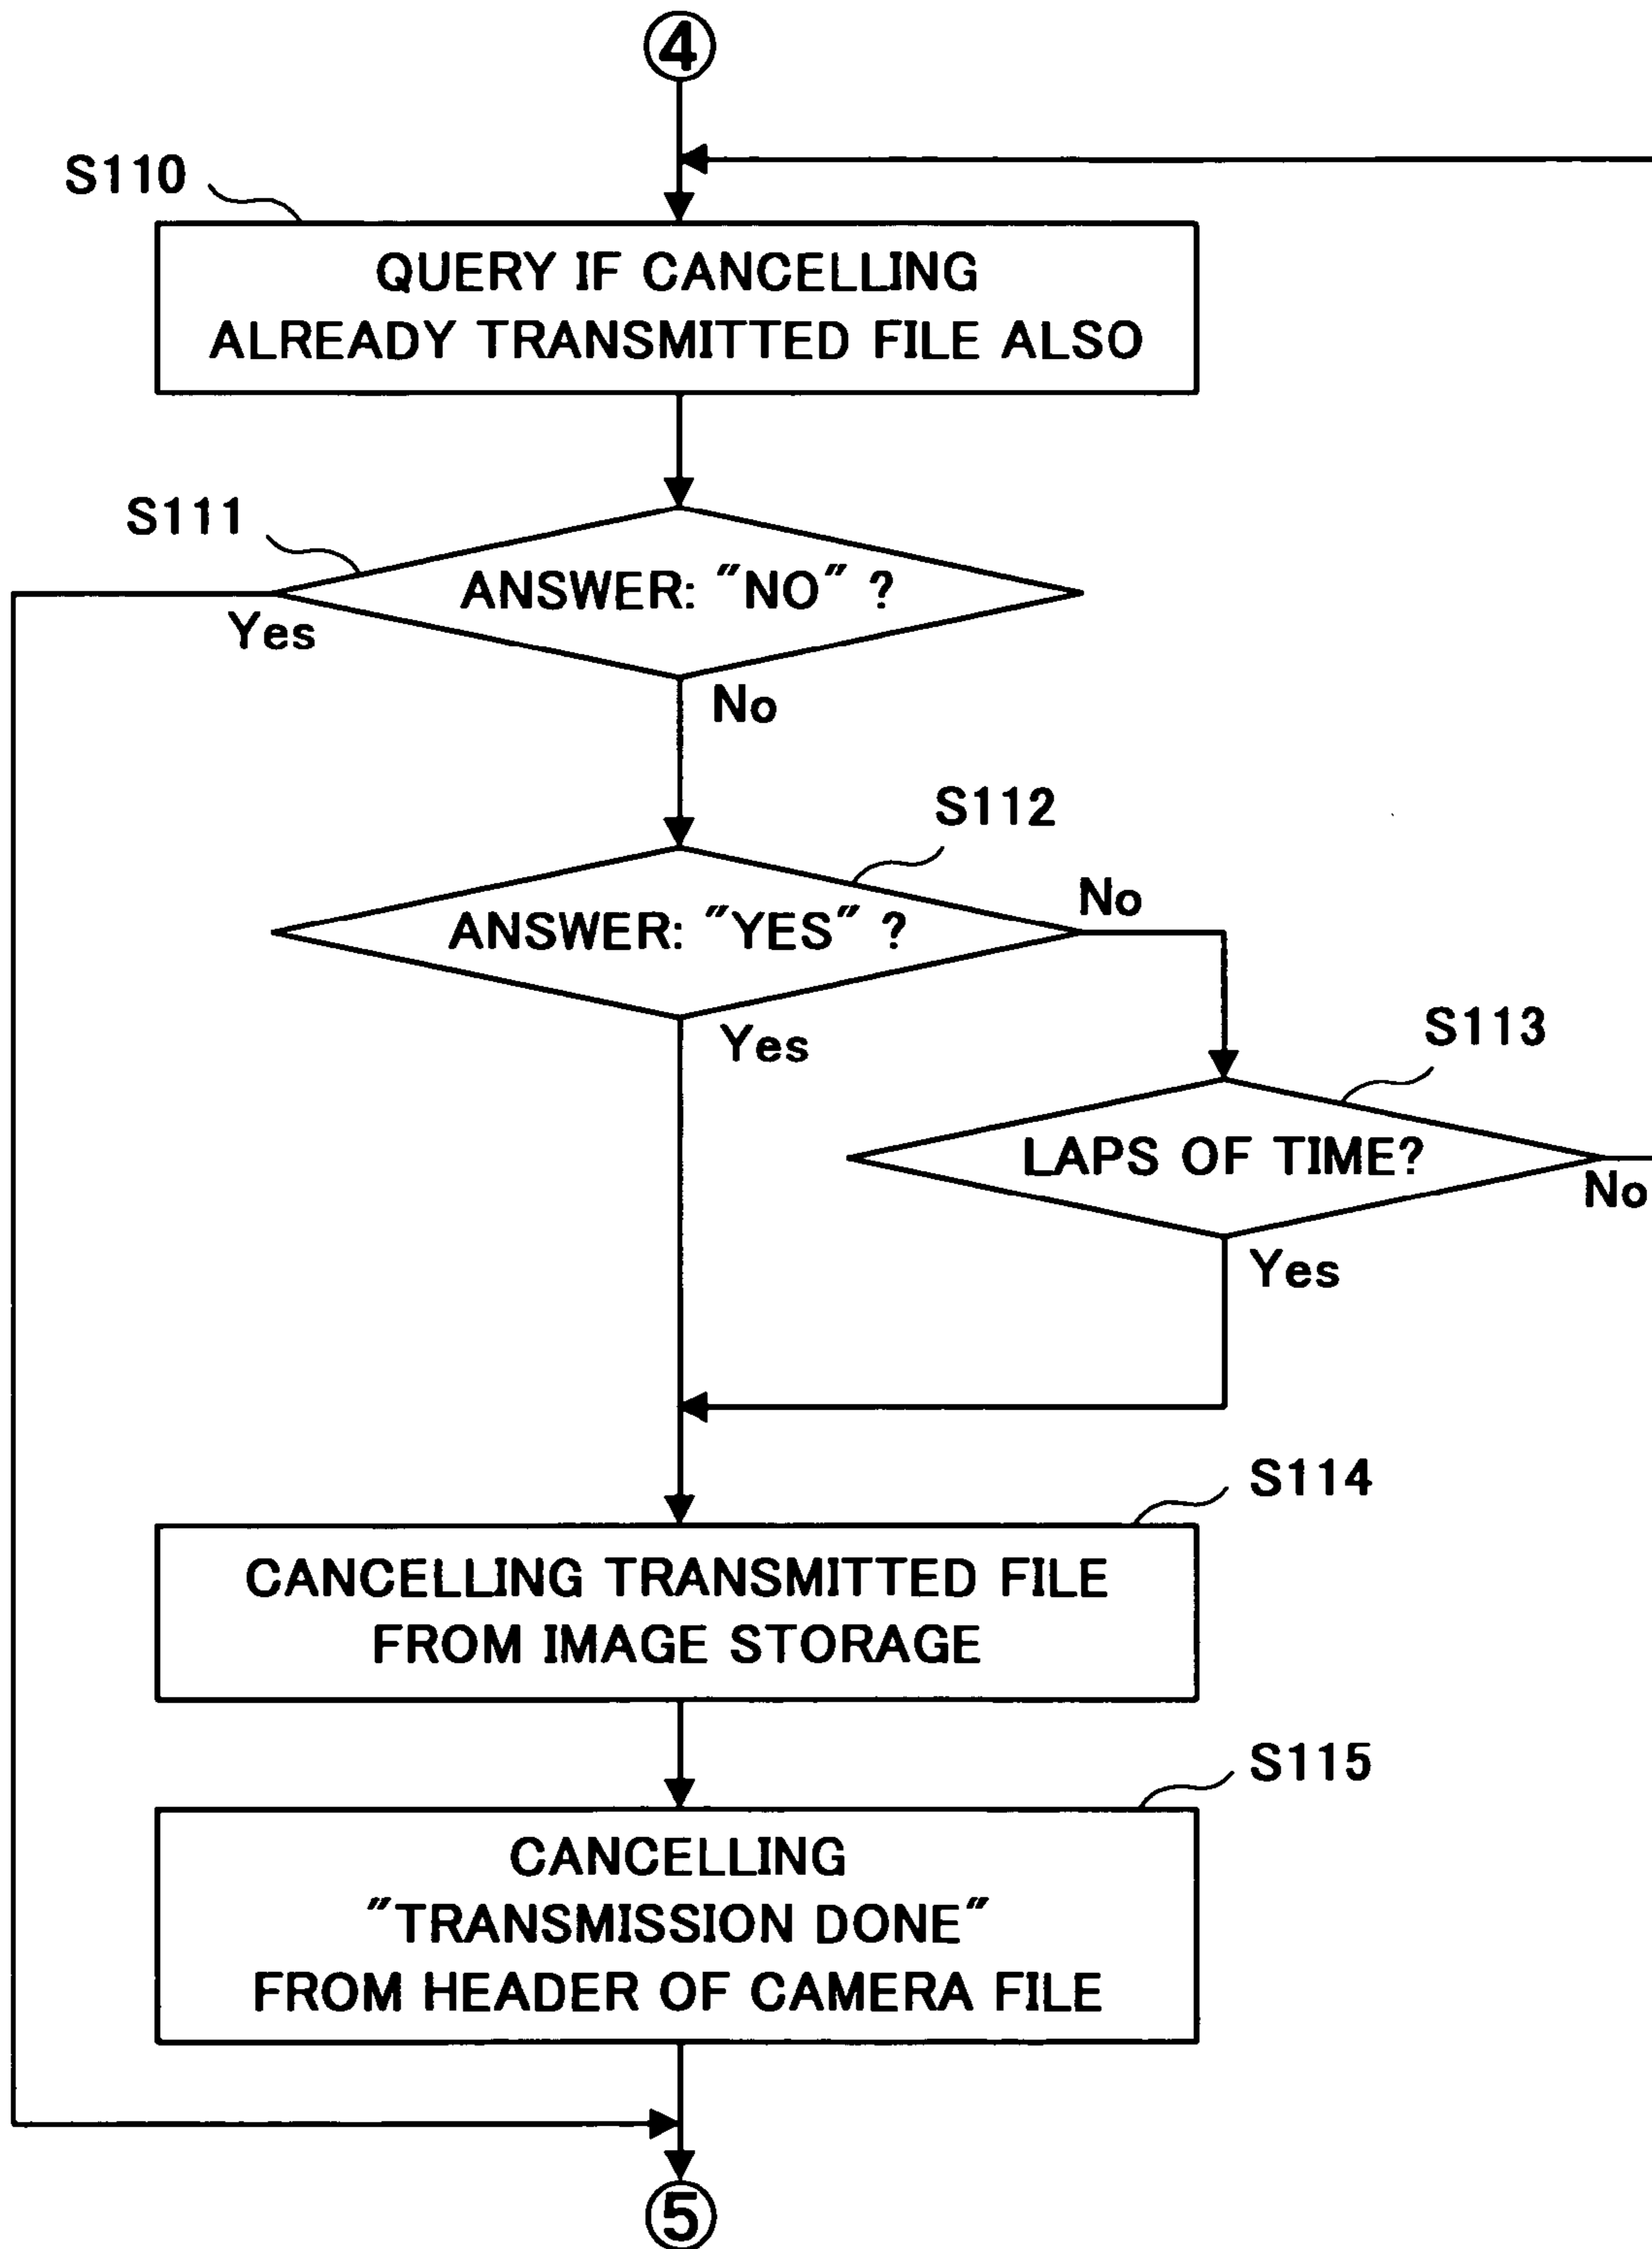 ④
S110
QUERY IF CANCELLING
ALREADY TRANSMITTED FILE ALSO
S111
ANSWER: "NO" ?
Yes
No
S112
ANSWER: "YES" ?
No
Yes
S113
LAPS OF TIME?
No
Yes
S114
CANCELLING TRANSMITTED FILE
FROM IMAGE STORAGE
S115
CANCELLING
"TRANSMISSION DONE"
FROM HEADER OF CAMERA FILE
⑤